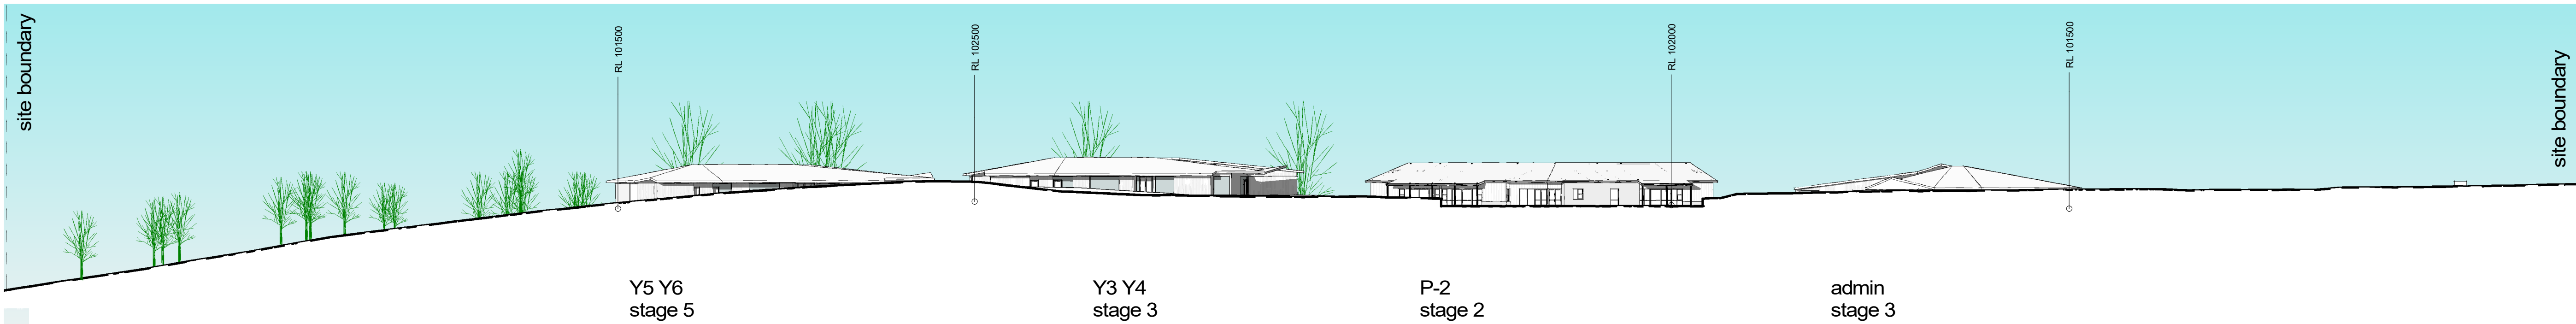 site boundary
RL 101500
RL 102500
RL 102000
RL 101500
site boundary
Y5 Y6
stage 5
Y3 Y4
stage 3
P-2
stage 2
admin
stage 3